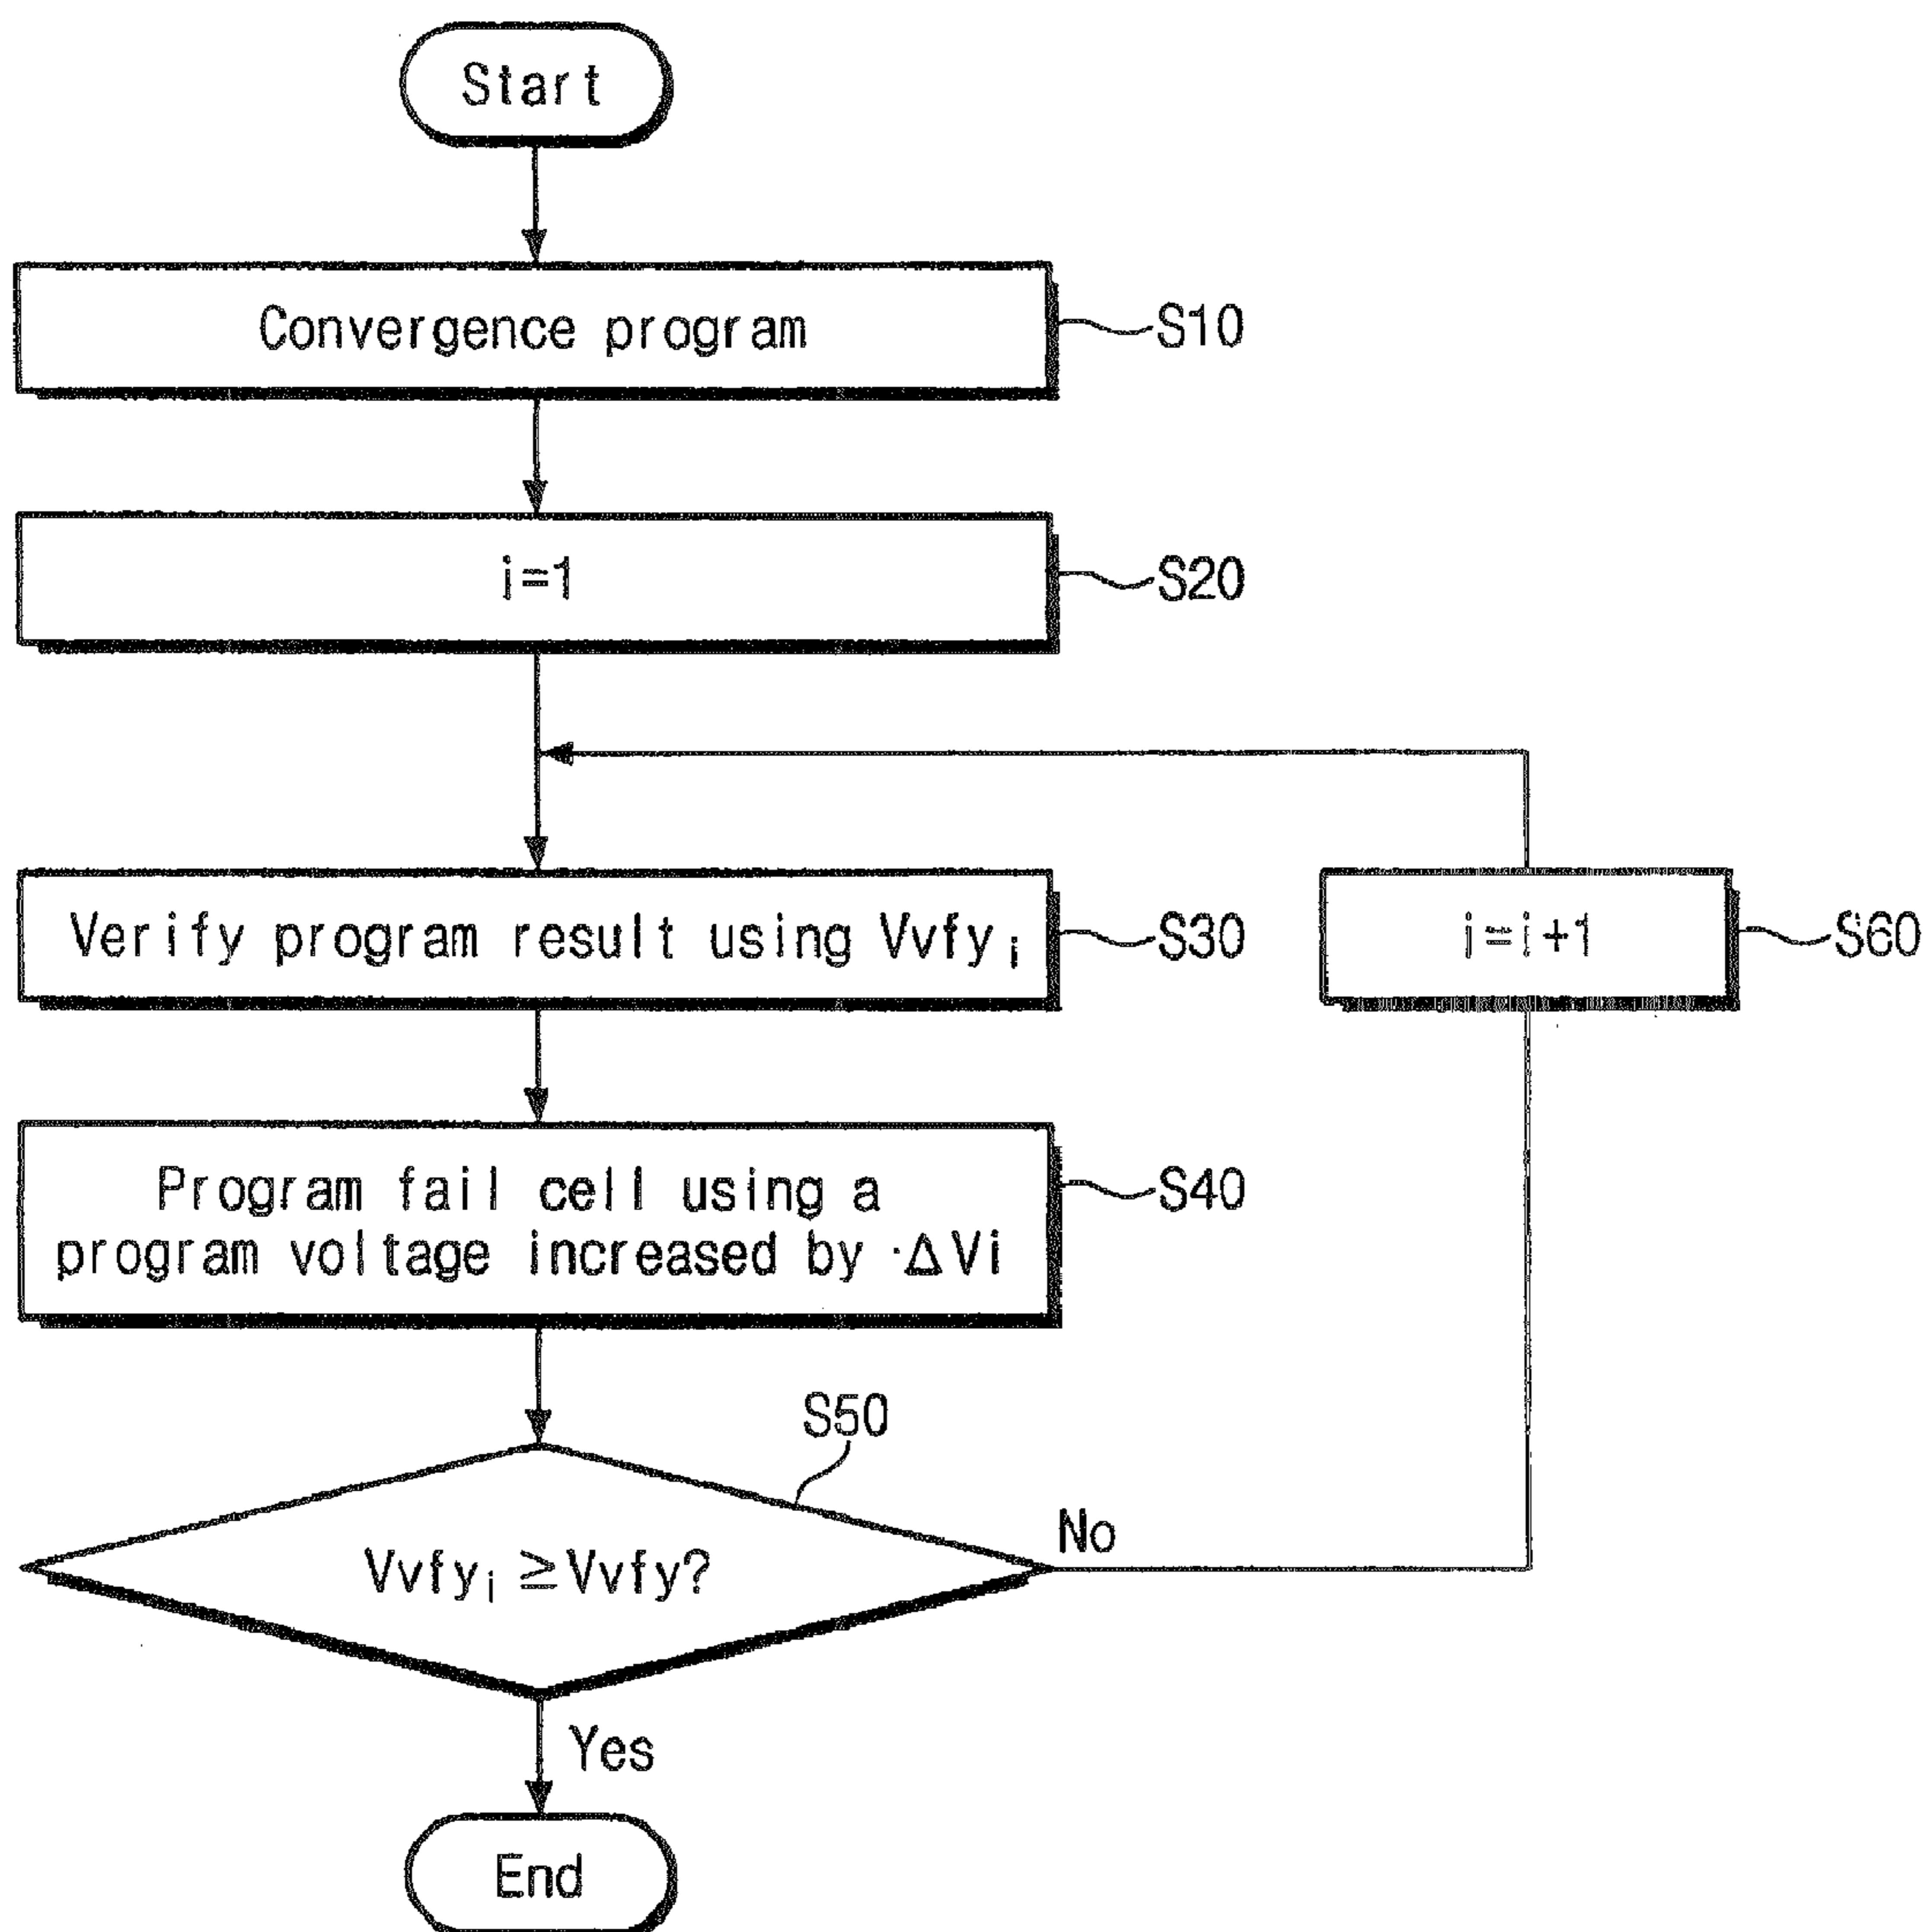 Start
Convergence program
S10
i=1
S20
Verify program result using Vvfyi
S30
i=i+1
S60
Program fail cell using a
program voltage increased by ·ΔVi
S40
S50
Vvfyi ≧Vvfy?
No
Yes
End